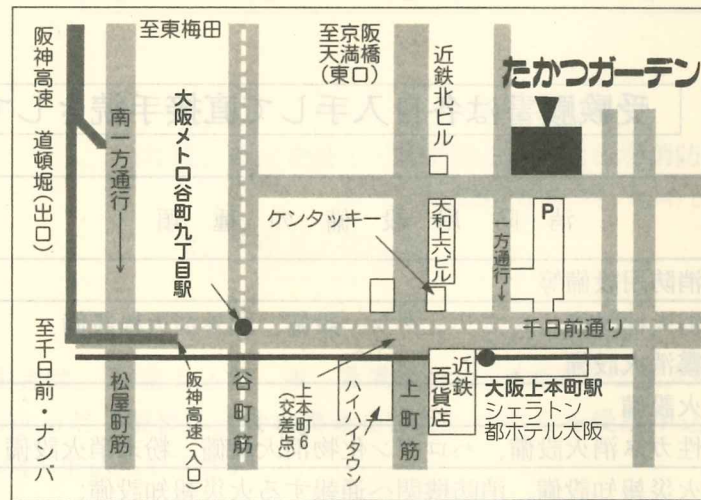 阪神高速 道頓堀(出口)
至東梅田
南一方通行
大阪メトロ谷町九丁目駅
至京阪
天満橋
(東口)
近鉄北ビル
たかつガーデン
ケンタッキー
大和上六ビル
一方通行
P
千日前通り
至千日前・ナンバ
松屋町筋
阪神高速(入口)
谷町筋
上本町6
(交差点)
ハイハイタウン
上町筋
近鉄
百貨店
大阪上本町駅
シェラトン
都ホテル大阪